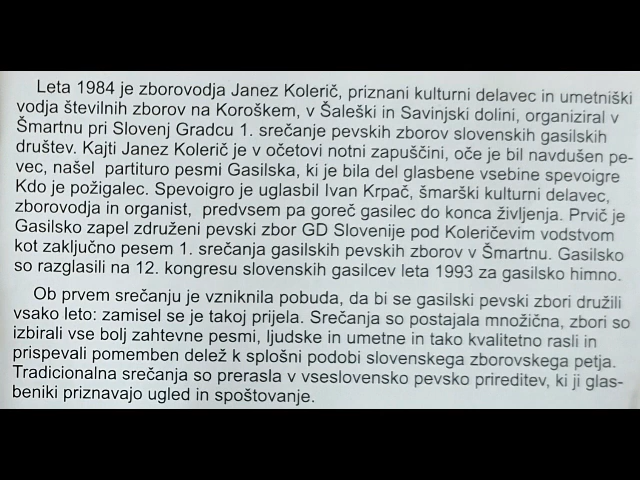 Leta 1984 je zborovodja Janez Kolerič, priznani kulturni delavec in umetniški
vodja številnih zborov na Koroškem, v Šaleški in Savinjski dolini, organiziral v
Šmartnu pri Slovenj Gradcu 1. srečanje pevskih zborov slovenskih gasilskih
društev. Kajti Janez Kolerič je v očetovi notni zapuščini, oče je bil navdušen pe-
vec, našel partituro pesmi Gasilska, ki je bila del glasbene vsebine spevoigre
Kdo je požigalec. Spevoigro je uglasbil Ivan Krpač, šmarški kulturni delavec,
zborovodja in organist, predvsem pa goreč gasilec do konca življenja. Prvič je
Gasilsko zapel združeni pevski zbor GD Slovenije pod Koleričevim vodstvom
kot zaključno pesem 1. srečanja gasilskih pevskih zborov v Šmartnu. Gasilsko
so razglasili na 12. kongresu slovenskih gasilcev leta 1993 za gasilsko himno.
Ob prvem srečanju je vzniknila pobuda, da bi se gasilski pevski zbori družili
vsako leto: zamisel se je takoj prijela. Srečanja so postajala množična, zbori so
izbirali vse bolj zahtevne pesmi, ljudske in umetne in tako kvalitetno rasli in
prispevali pomemben delež k splošni podobi slovenskega zborovskega petja.
Tradicionalna srečanja so prerasla v vseslovensko pevsko prireditev, ki ji glas-
beniki priznavajo ugled in spoštovanje.